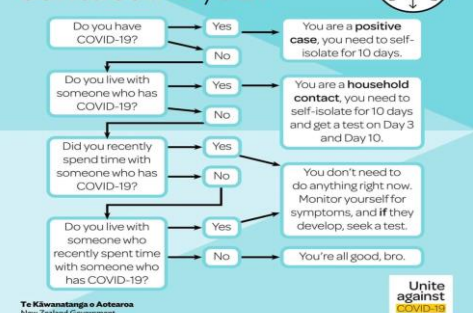 Do you have
COVID-19?
Yes
You are a positive
case, you need to self-
isolate for 10 days.
No
Do you live with
someone who has
COVID-19?
Yes
You are a household
contact, you need to
self-isolate for 10 days
and get a test on Day 3
and Day 10.
No
Did you recently
spend time with
someone who has
COVID-19?
Yes
No
You don't need to
do anything right now.
Monitor yourself for
symptoms, and if they
develop, seek a test.
Do you live with
someone who
recently spent time
with someone who
has COVID-19?
Yes
No
You're all good, bro.
Te Kāwanatanga o Aotearoa
New Zealand Government
Unite
against
COVID-19